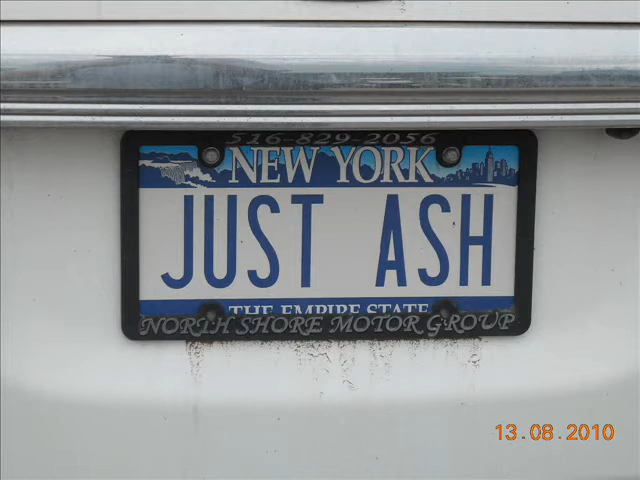 516-829-2056
NEW YORK
JUST ASH
THE EMPIRE STATE
NORTH SHORE MOTOR GROUP
13.08.2010